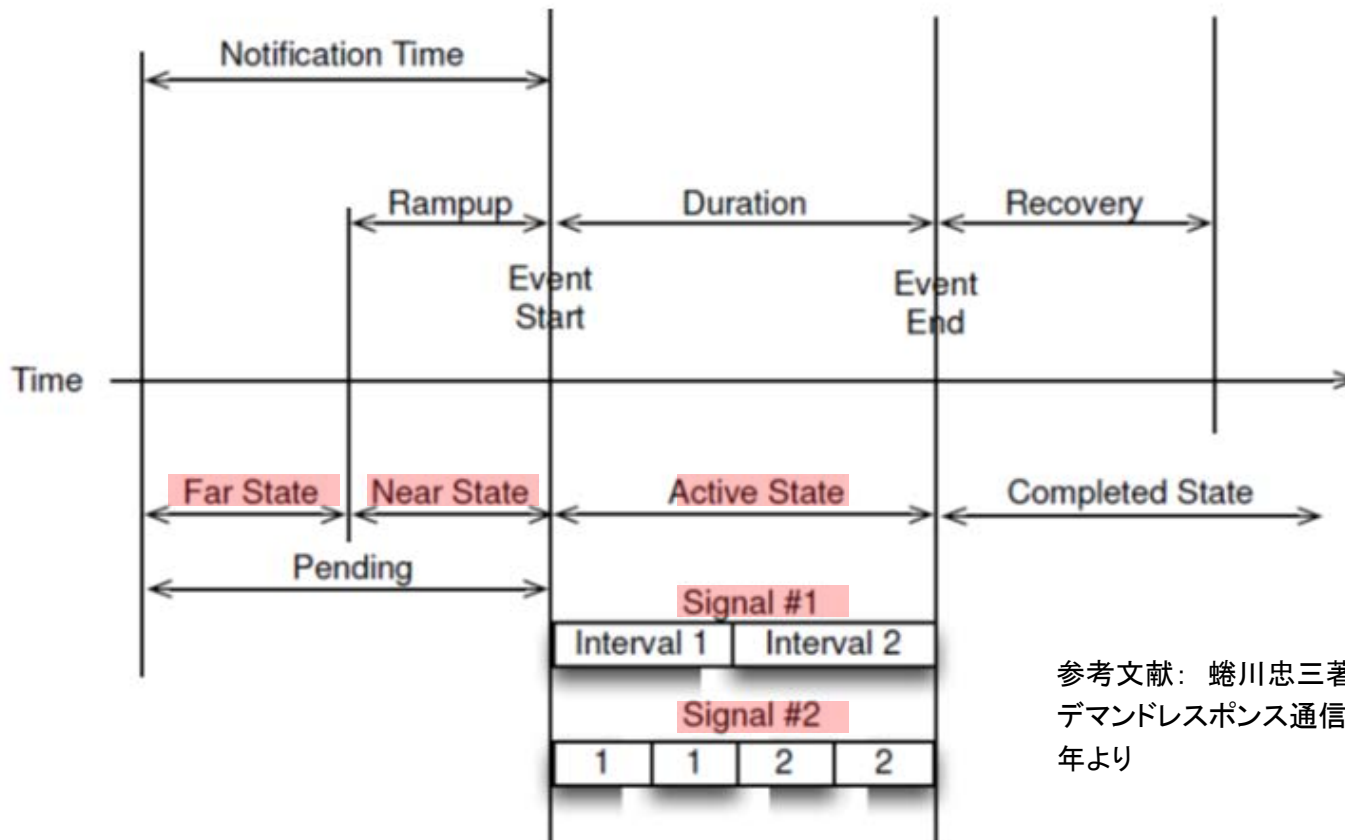 Notification Time
Rampup
Duration
Recovery
Event
Start
Event
End
Time
Far State
Near State
Active State
Completed State
Pending
Signal #1
Interval 1
Interval 2
Signal #2
1
1
2
2
参考文献: 蜷川忠三著
デマンドレスポンス通信
年より